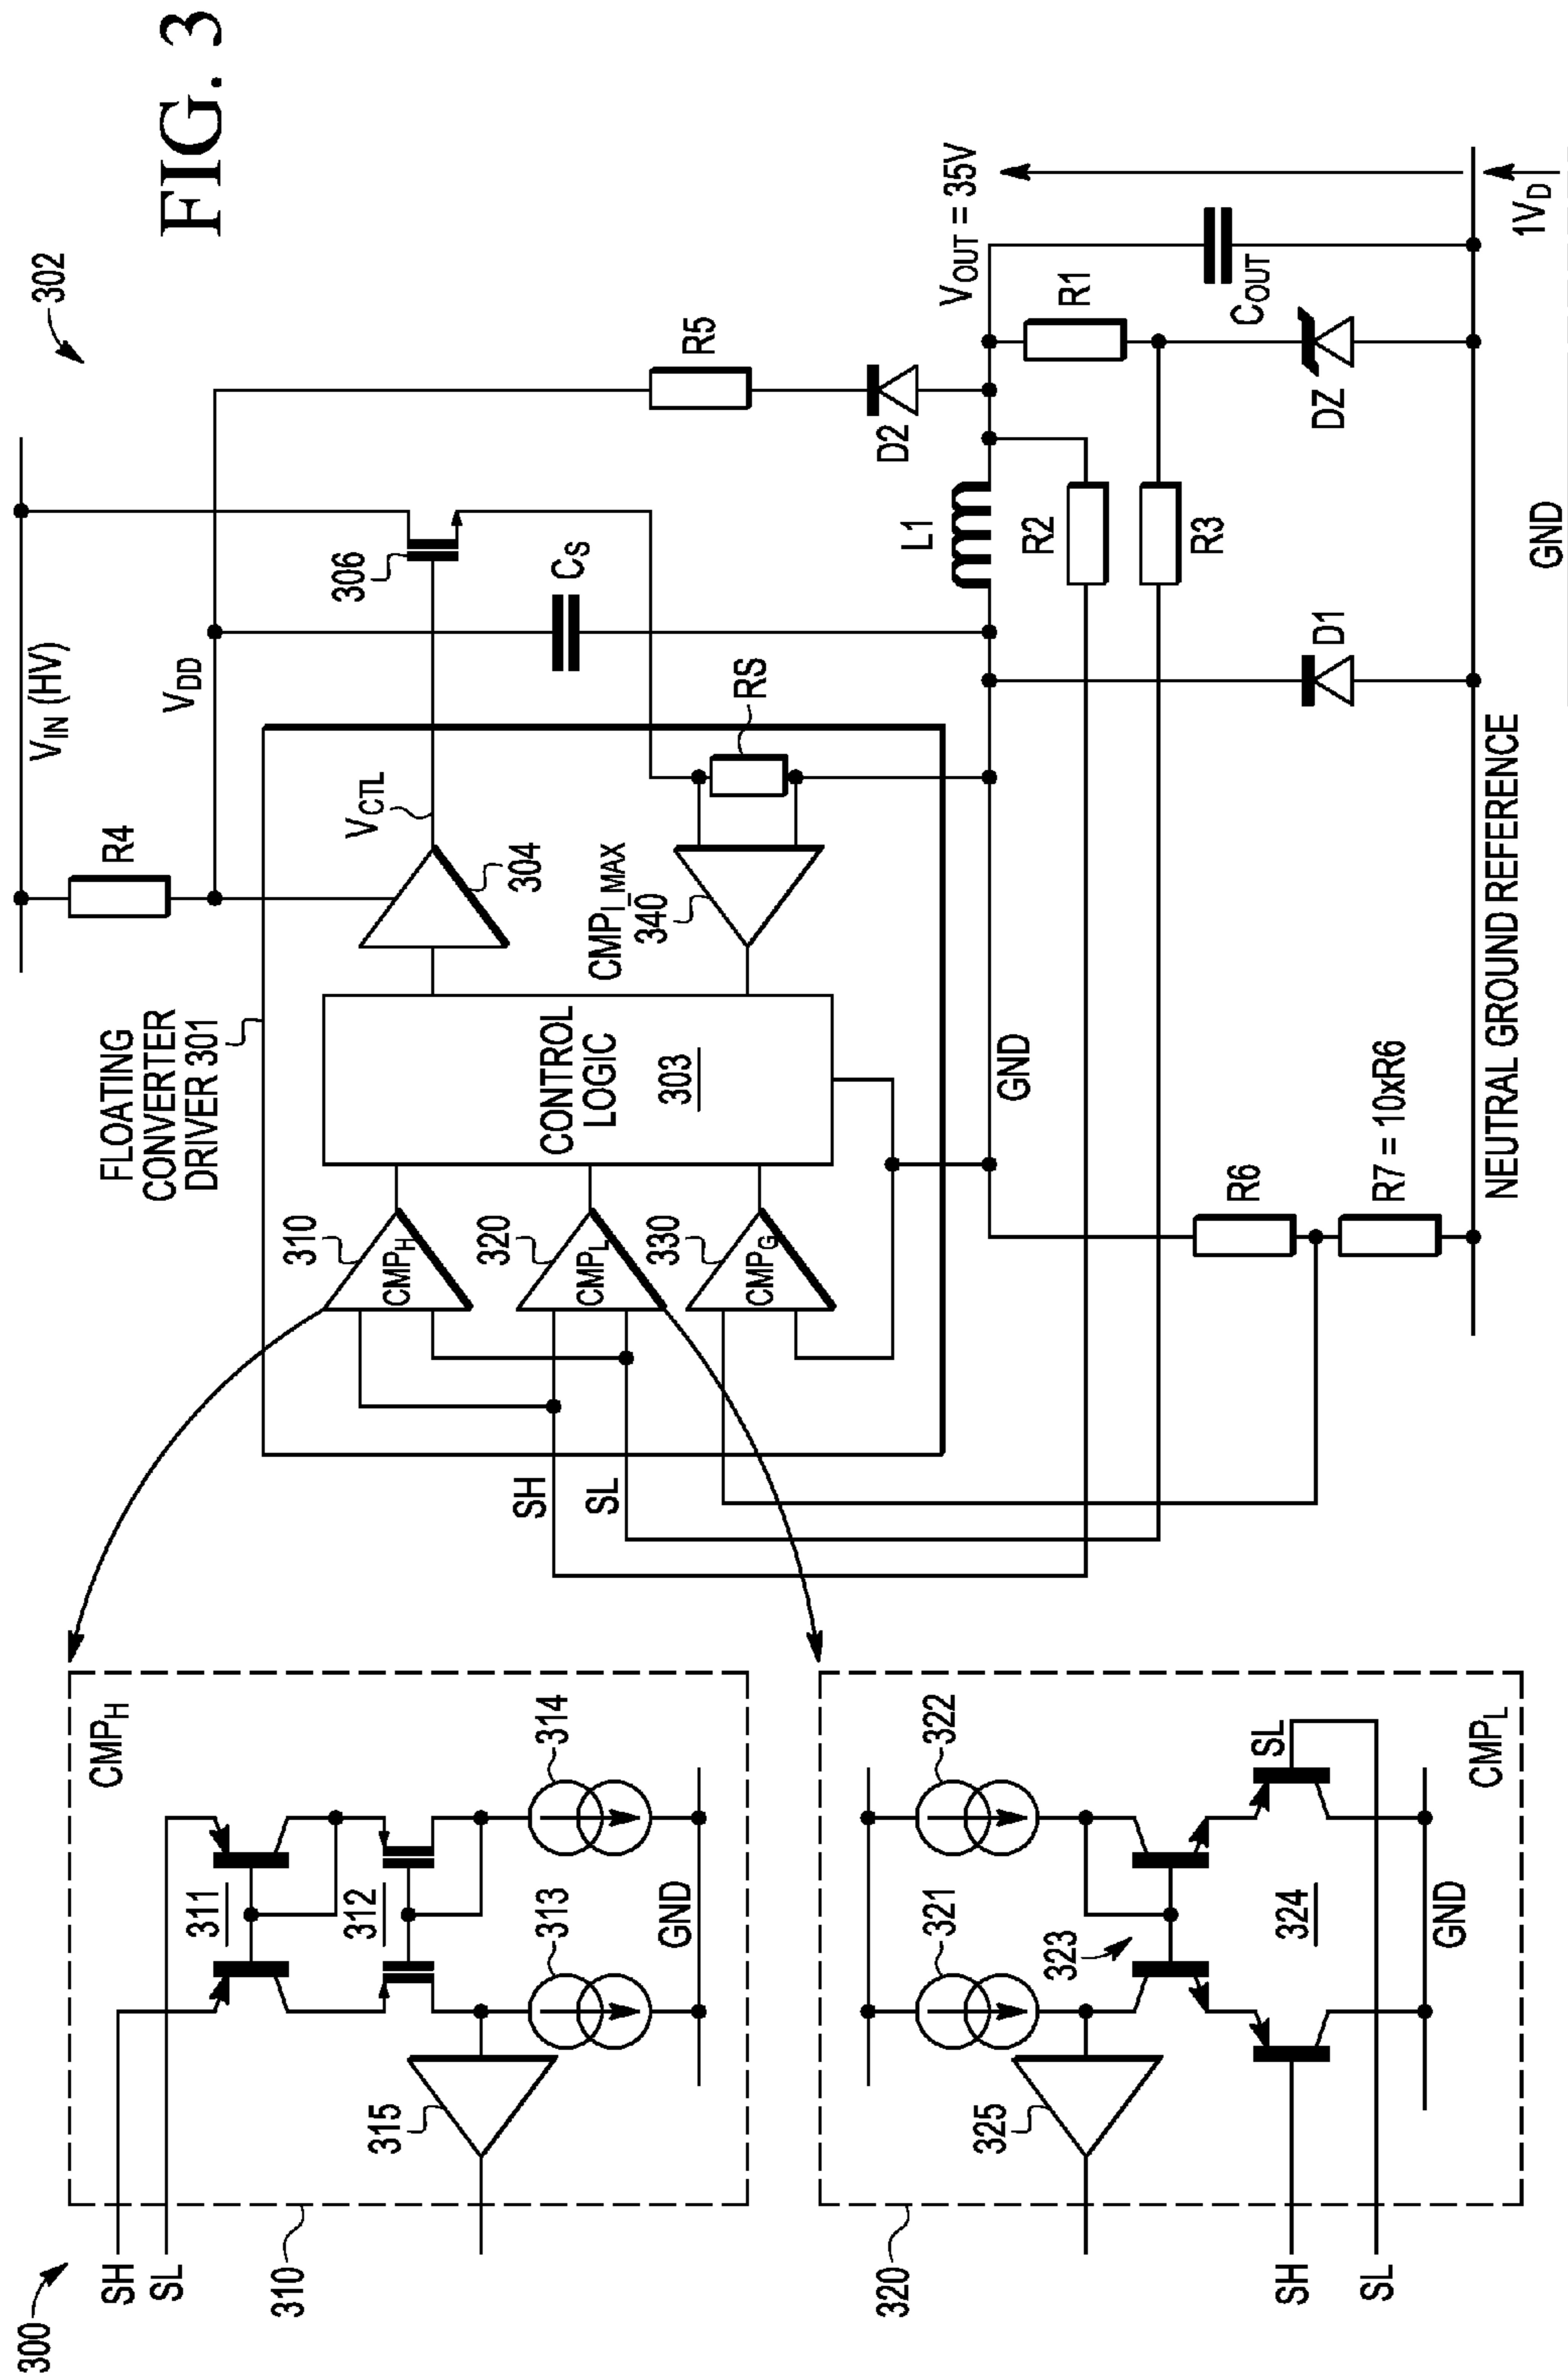 FIG. 3
300
302
V_IN (HV)
V_DD
R4
FLOATING
CONVERTER
DRIVER 301
V_CTL
304
306
C_S
R5
D2
CONTROL
LOGIC
303
310
CMP_H
320
CMP_L
330
CMP_G
CMP_I_MAX
340
RS
SH
SL
L1
V_OUT = 35V
R1
R2
R3
C_OUT
DZ
D1
GND
R6
R7 = 10xR6
NEUTRAL GROUND REFERENCE
GND
1V_D
SH
SL
CMP_H
311
312
313
314
315
GND
310
CMP_L
321
322
323
324
325
SL
GND
320
SH
SL